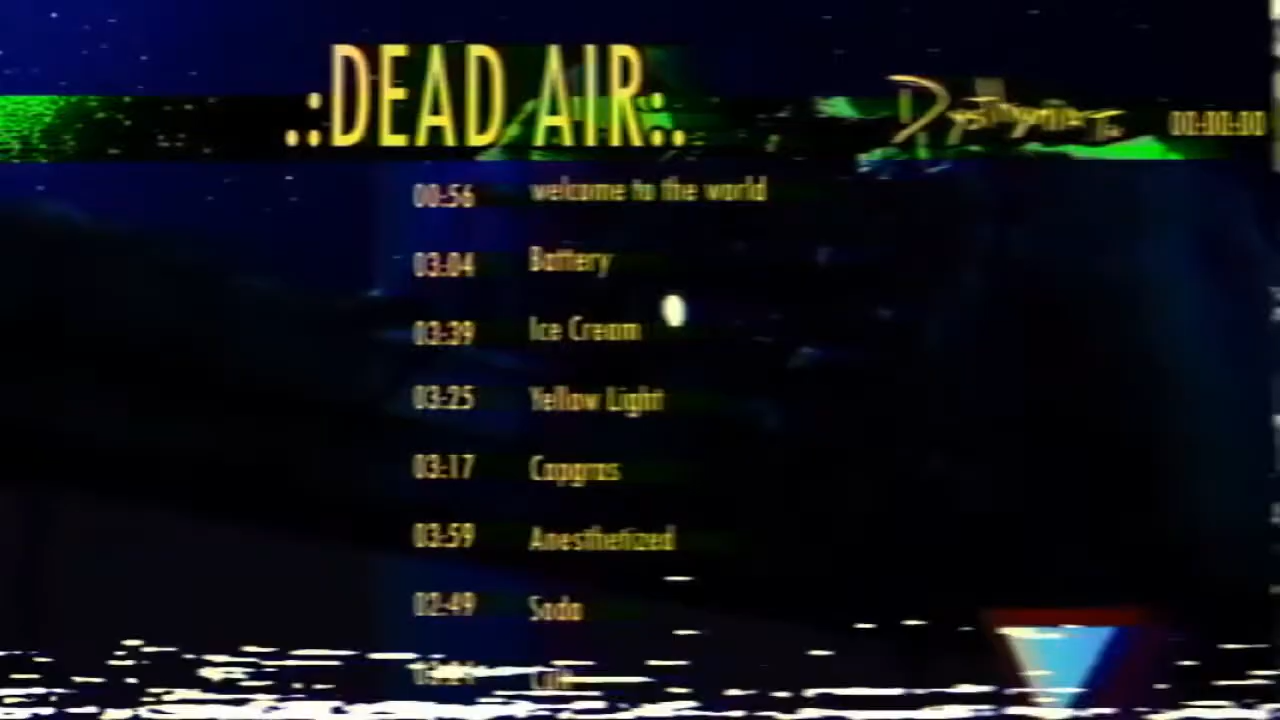 .:DEAD AIR:.
00:00:00
00:56 welcome to the world
03:04 Battery
03:39 Ice Cream
03:25 Yellow Light
03:17 Capgras
03:59 Anesthetized
02:49 Soda